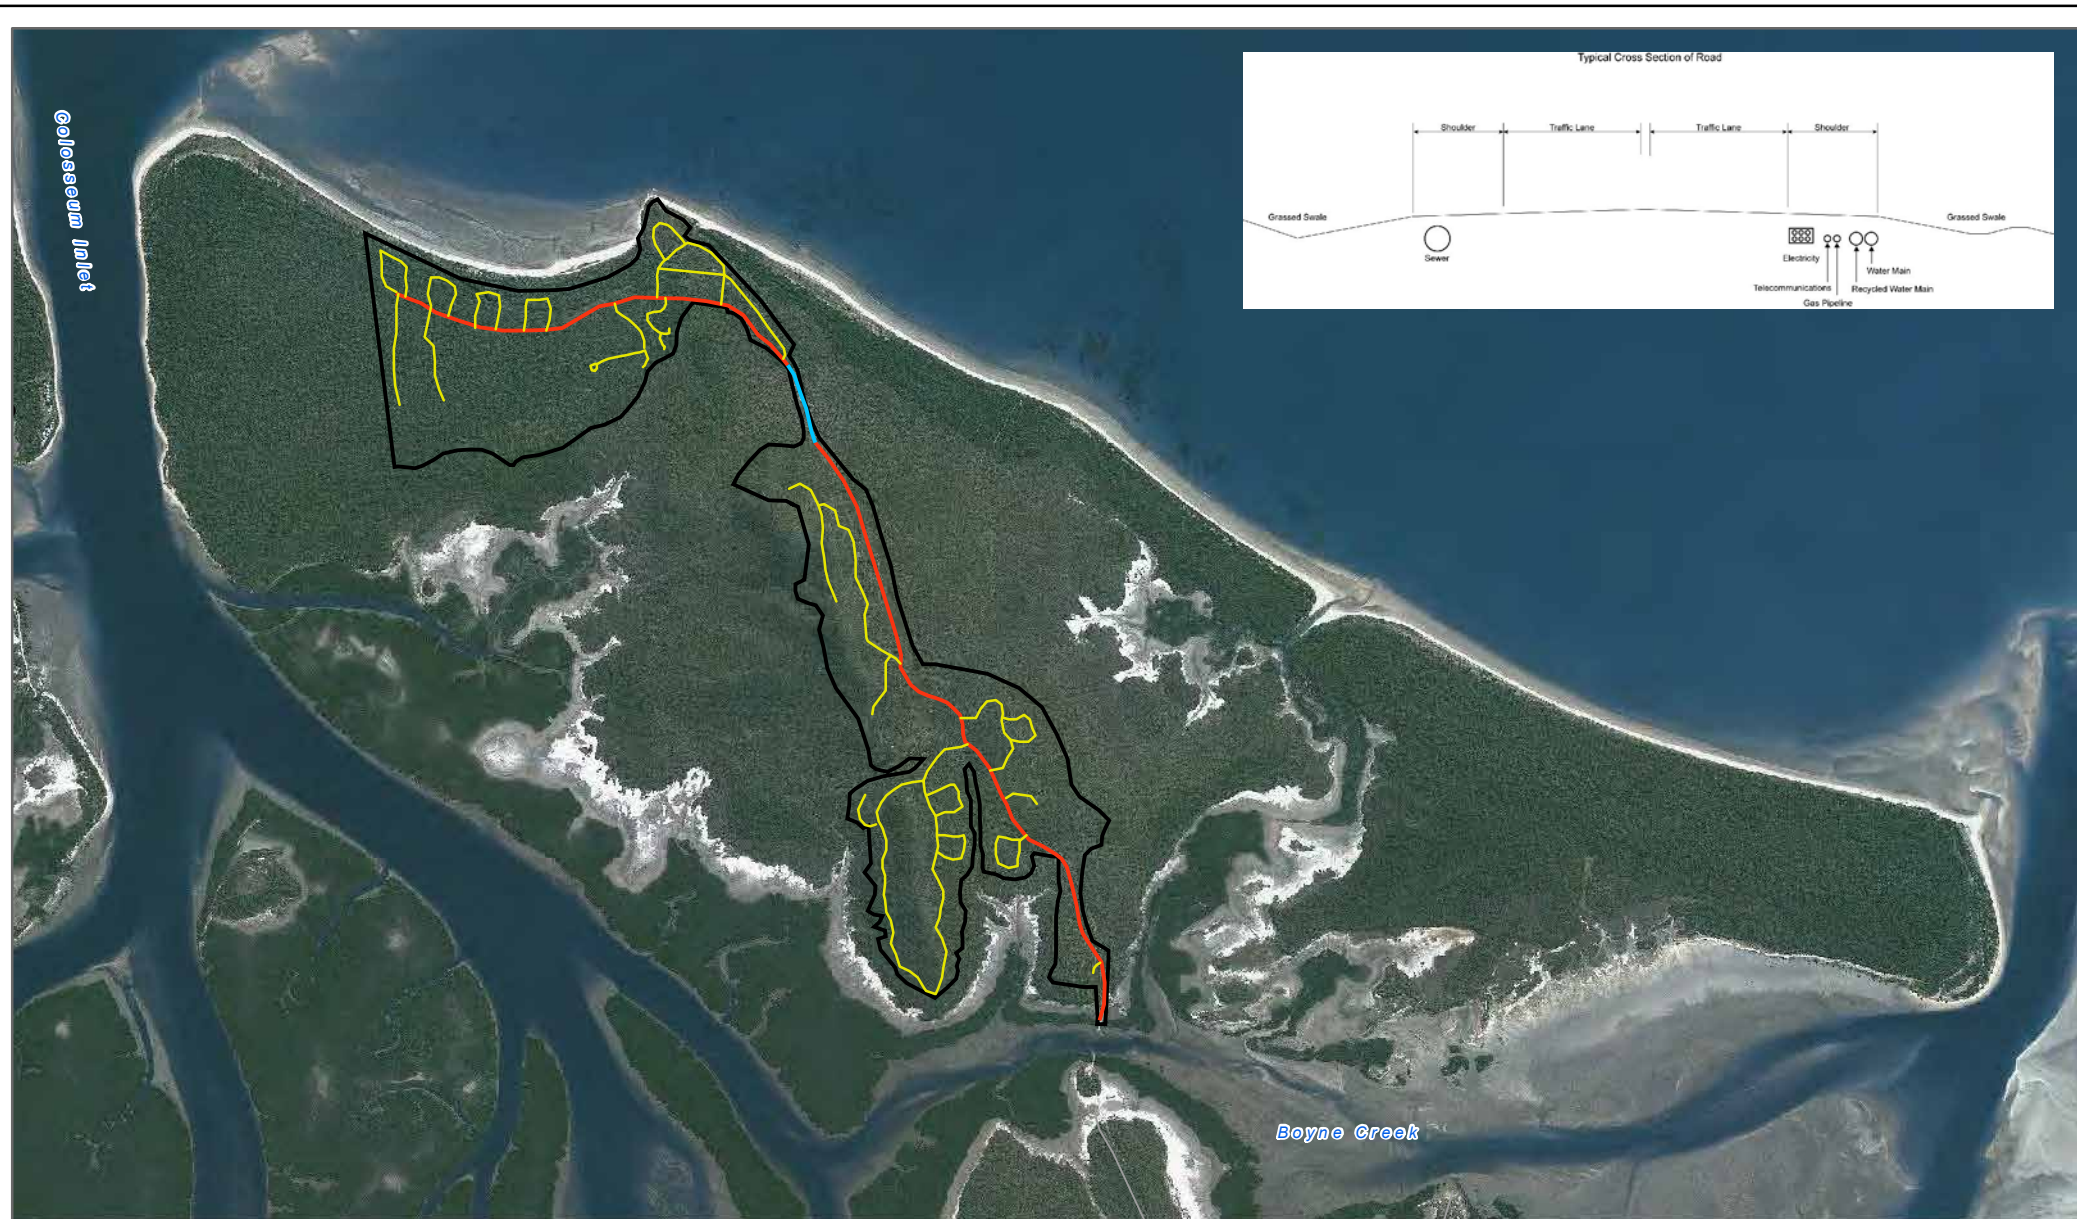 Typical Cross Section of Road
Shoulder
Traffic Lane
Traffic Lane
Shoulder
Grassed Swale
Grassed Swale
Sewer
Electricity
Water Main
Telecommunications
Recycled Water Main
Gas Pipeline
Colosseum Inlet
Boyne Creek